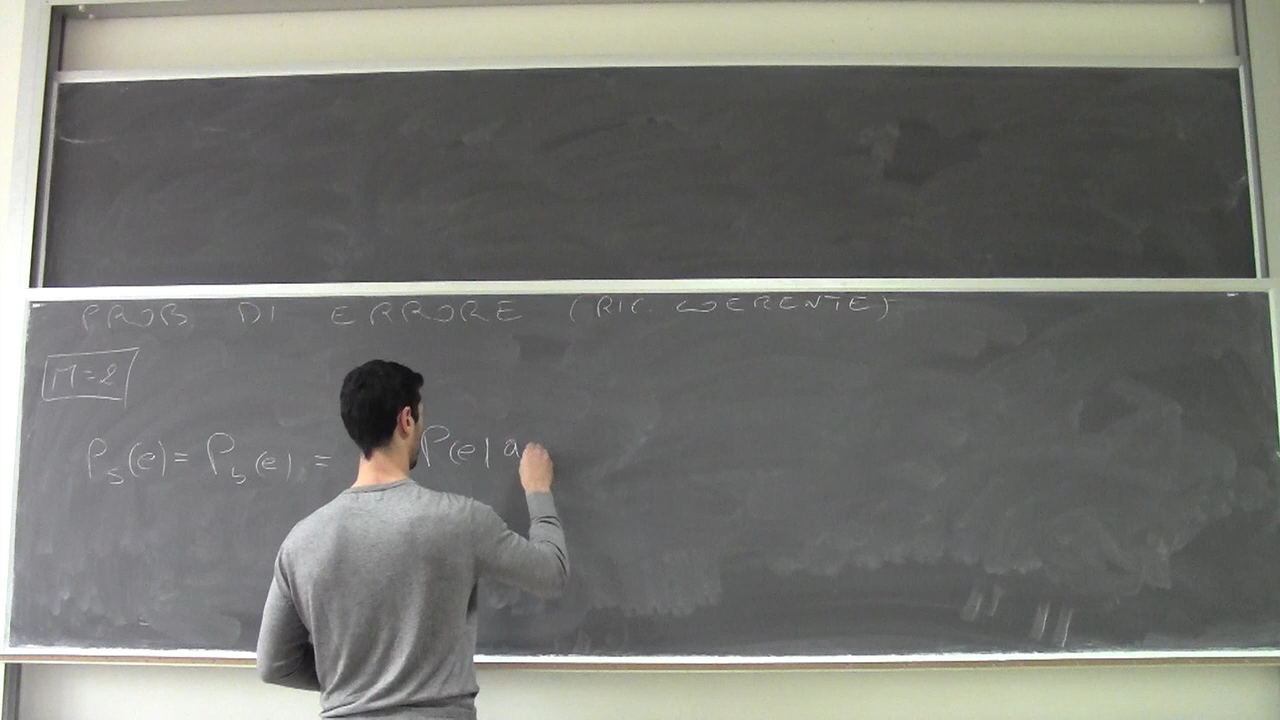 PROB. DI ERRORE (RIC. COERENTE)
M=2
Ps(e) = Pb(e) = P(e| a